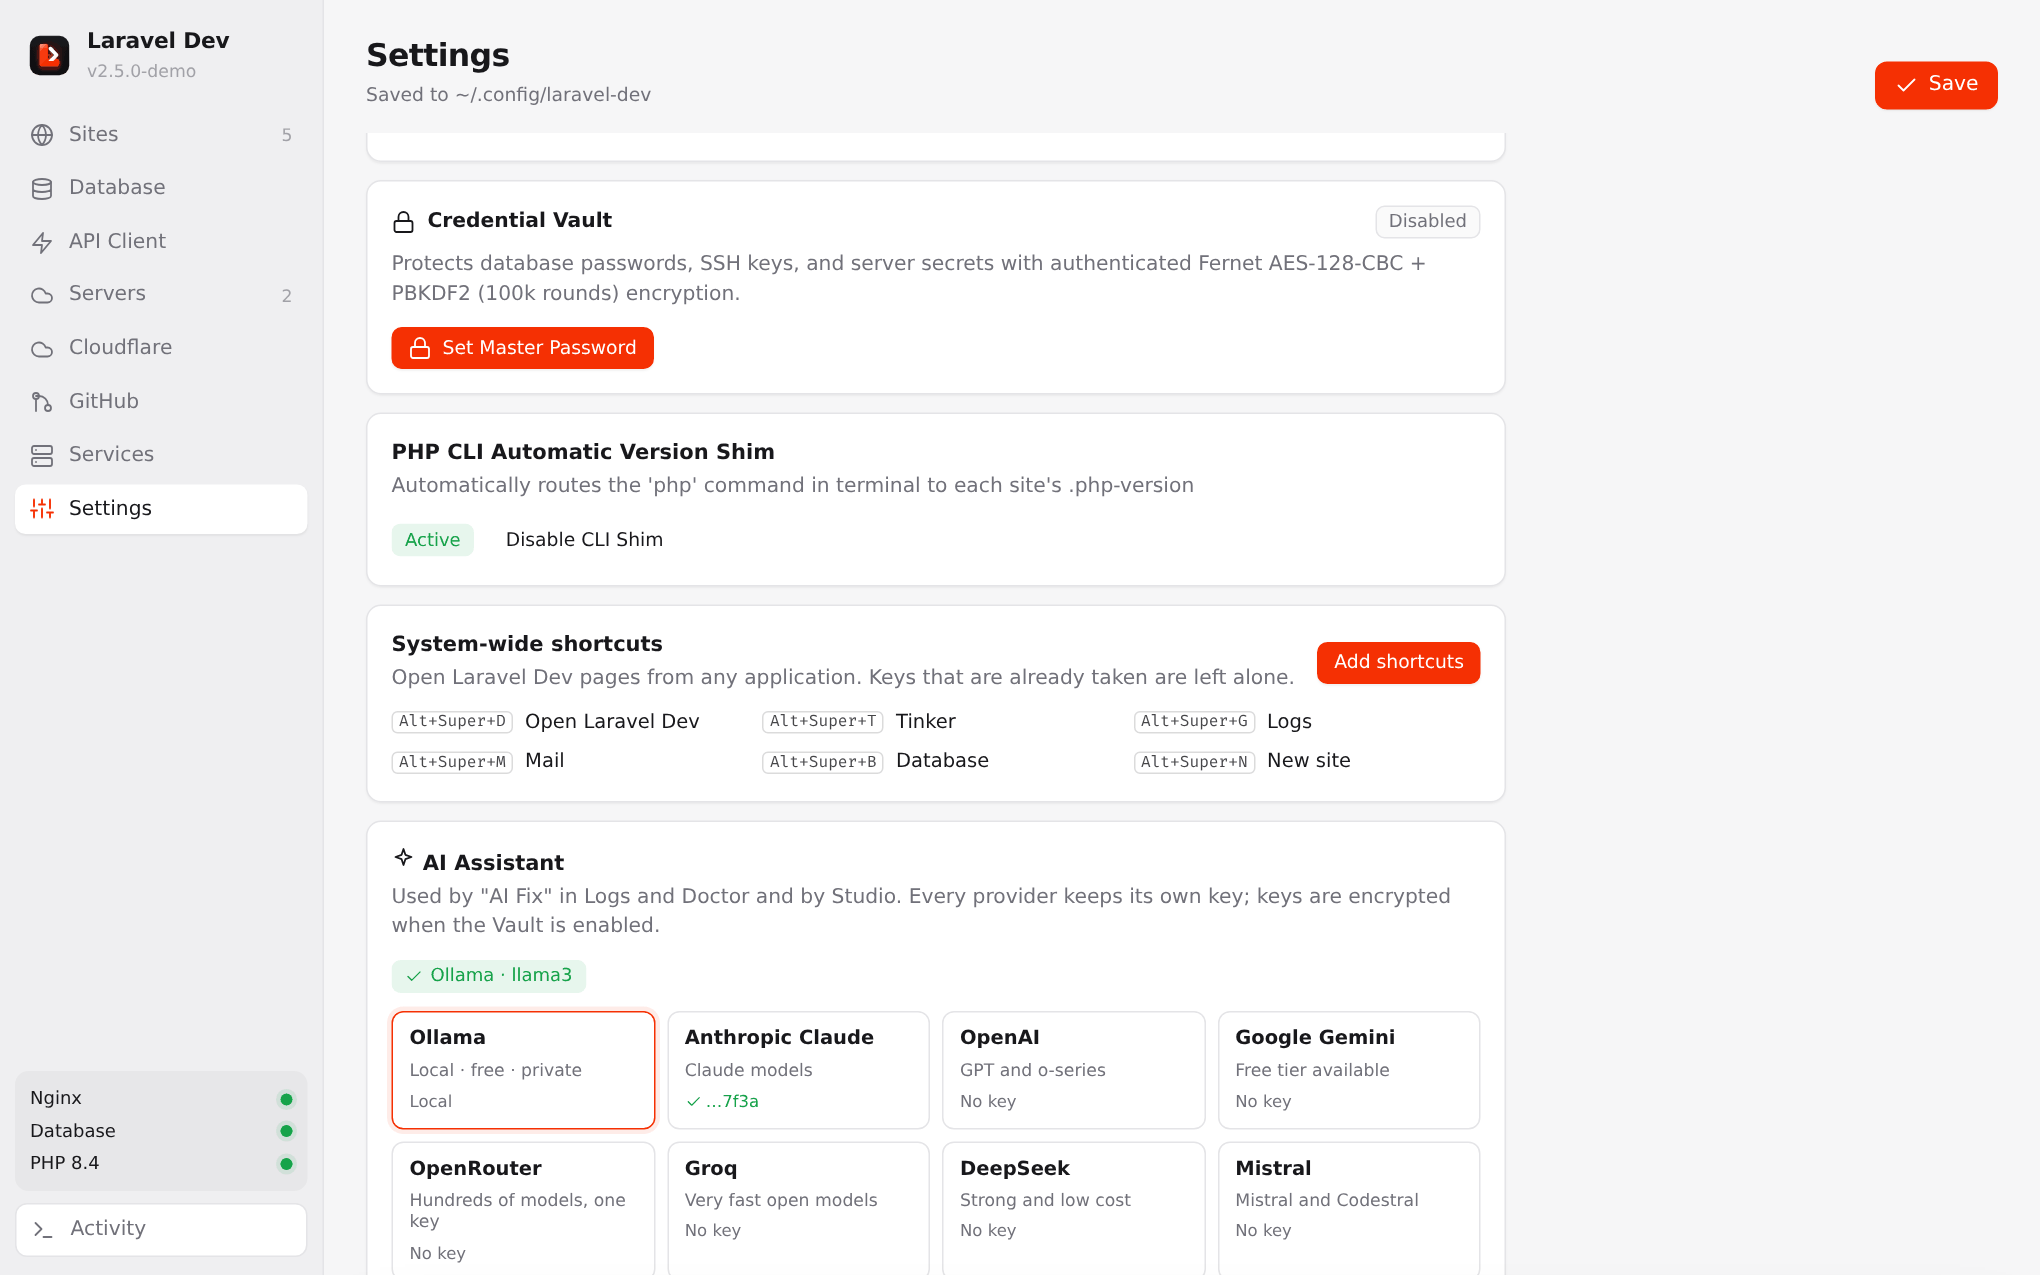 Laravel Dev
v2.5.0-demo
Sites 5
Database
API Client
Servers 2
Cloudflare
GitHub
Services
Settings
Nginx
Database
PHP 8.4
Activity
Settings
Saved to ~/.config/laravel-dev
Save
Credential Vault
Disabled
Protects database passwords, SSH keys, and server secrets with authenticated Fernet AES-128-CBC +
PBKDF2 (100k rounds) encryption.
Set Master Password
PHP CLI Automatic Version Shim
Automatically routes the 'php' command in terminal to each site's .php-version
Active Disable CLI Shim
System-wide shortcuts
Open Laravel Dev pages from any application. Keys that are already taken are left alone.
Add shortcuts
Alt+Super+D Open Laravel Dev Alt+Super+T Tinker Alt+Super+G Logs
Alt+Super+M Mail Alt+Super+B Database Alt+Super+N New site
AI Assistant
Used by "AI Fix" in Logs and Doctor and by Studio. Every provider keeps its own key; keys are encrypted
when the Vault is enabled.
Ollama · llama3
Ollama
Local · free · private
Local
Anthropic Claude
Claude models
...7f3a
OpenAI
GPT and o-series
No key
Google Gemini
Free tier available
No key
OpenRouter
Hundreds of models, one
key
No key
Groq
Very fast open models
No key
DeepSeek
Strong and low cost
No key
Mistral
Mistral and Codestral
No key